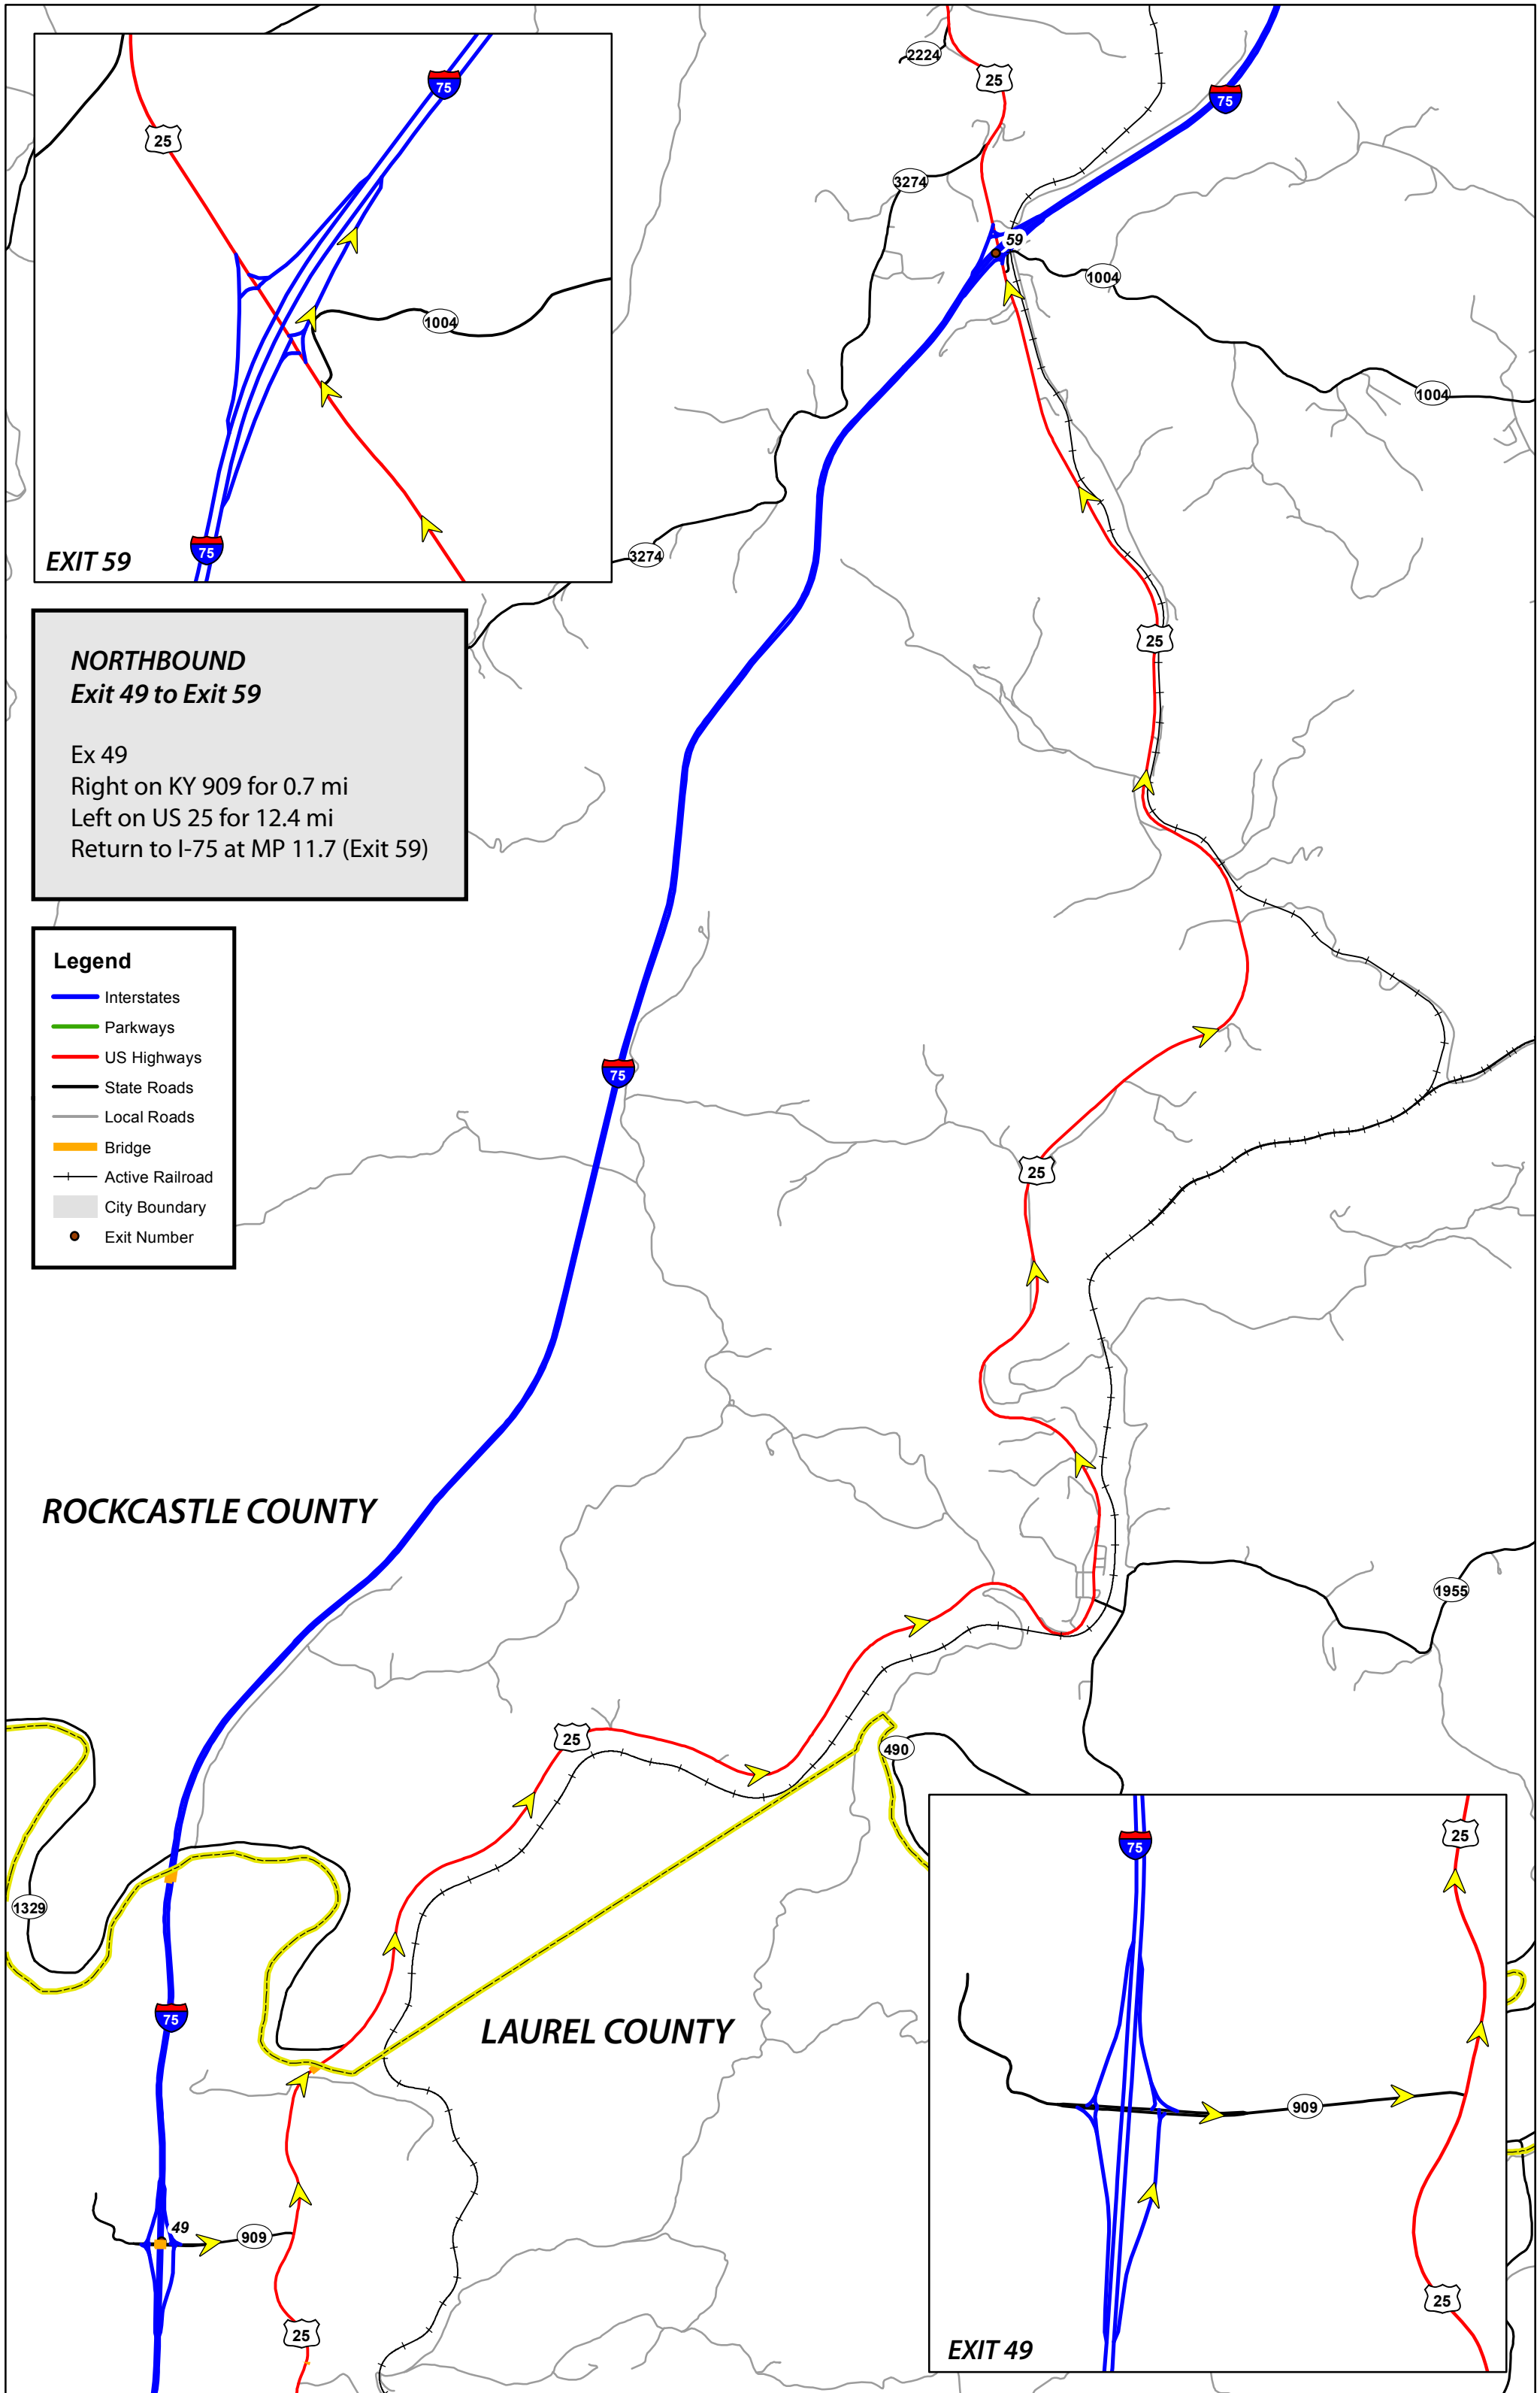 2224
25
75
3274
59
1004
1004
3274
25
75
25
1004
75
EXIT 59
25
NORTHBOUND
Exit 49 to Exit 59
Ex 49
Right on KY 909 for 0.7 mi
Left on US 25 for 12.4 mi
Return to I-75 at MP 11.7 (Exit 59)
Legend
Interstates
Parkways
US Highways
State Roads
Local Roads
Bridge
Active Railroad
City Boundary
Exit Number
75
25
ROCKCASTLE COUNTY
1955
25
490
1329
75
LAUREL COUNTY
49
909
25
75
25
909
25
EXIT 49